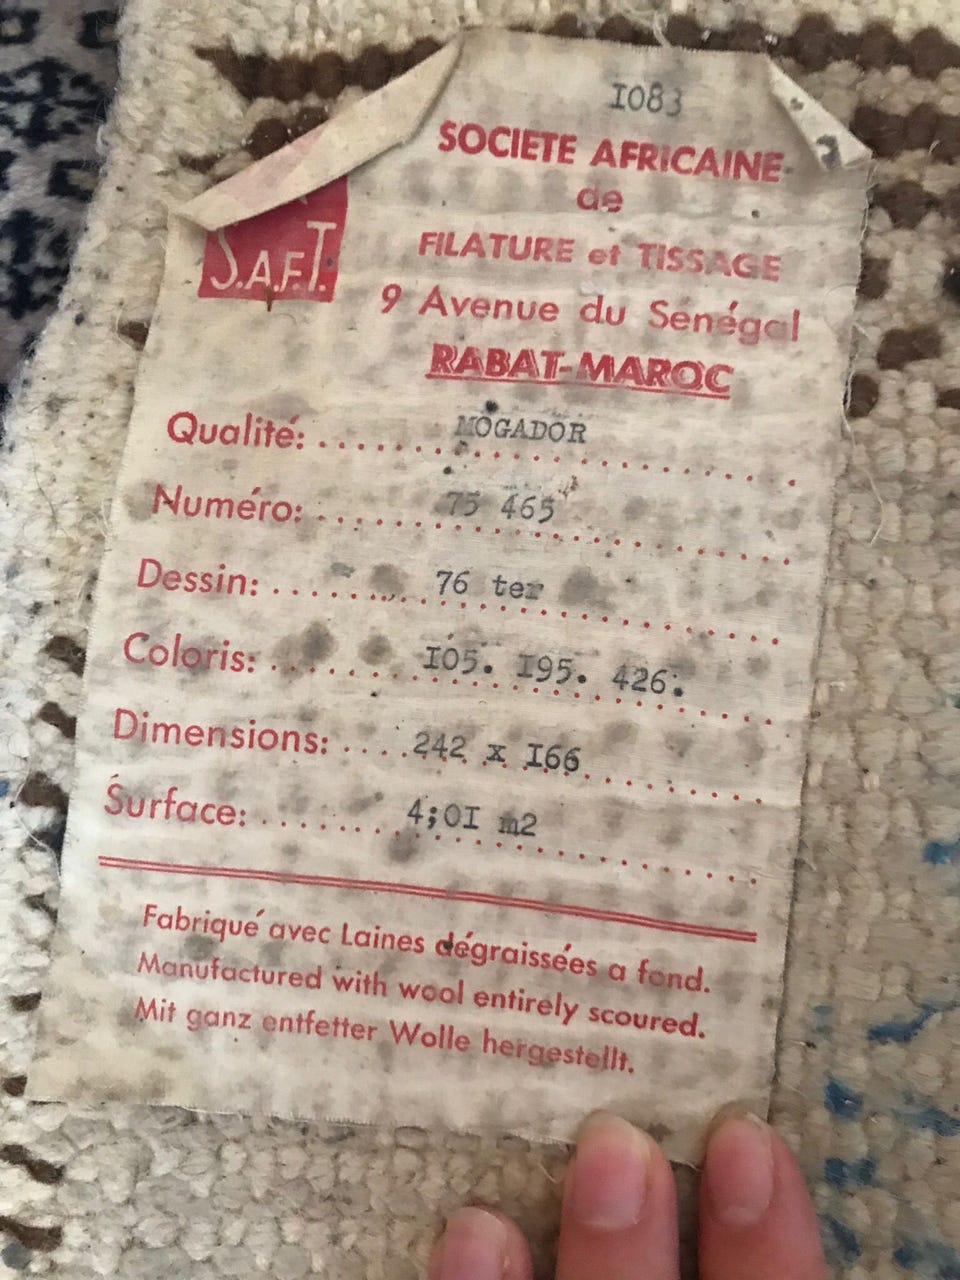 I083
SOCIETE AFRICAINE
de
FILATURE et TISSAGE
9 Avenue du Sénégal
RABAT-MAROC
S.A.F.T.
Qualité: MOGADOR
Numéro: 75 465
Dessin: 76 ter
Coloris: I05. I95. 426.
Dimensions: 242 x I66
Surface: 4;0I m2
Fabriqué avec Laines dégraissées a fond.
Manufactured with wool entirely scoured.
Mit ganz entfetter Wolle hergestellt.